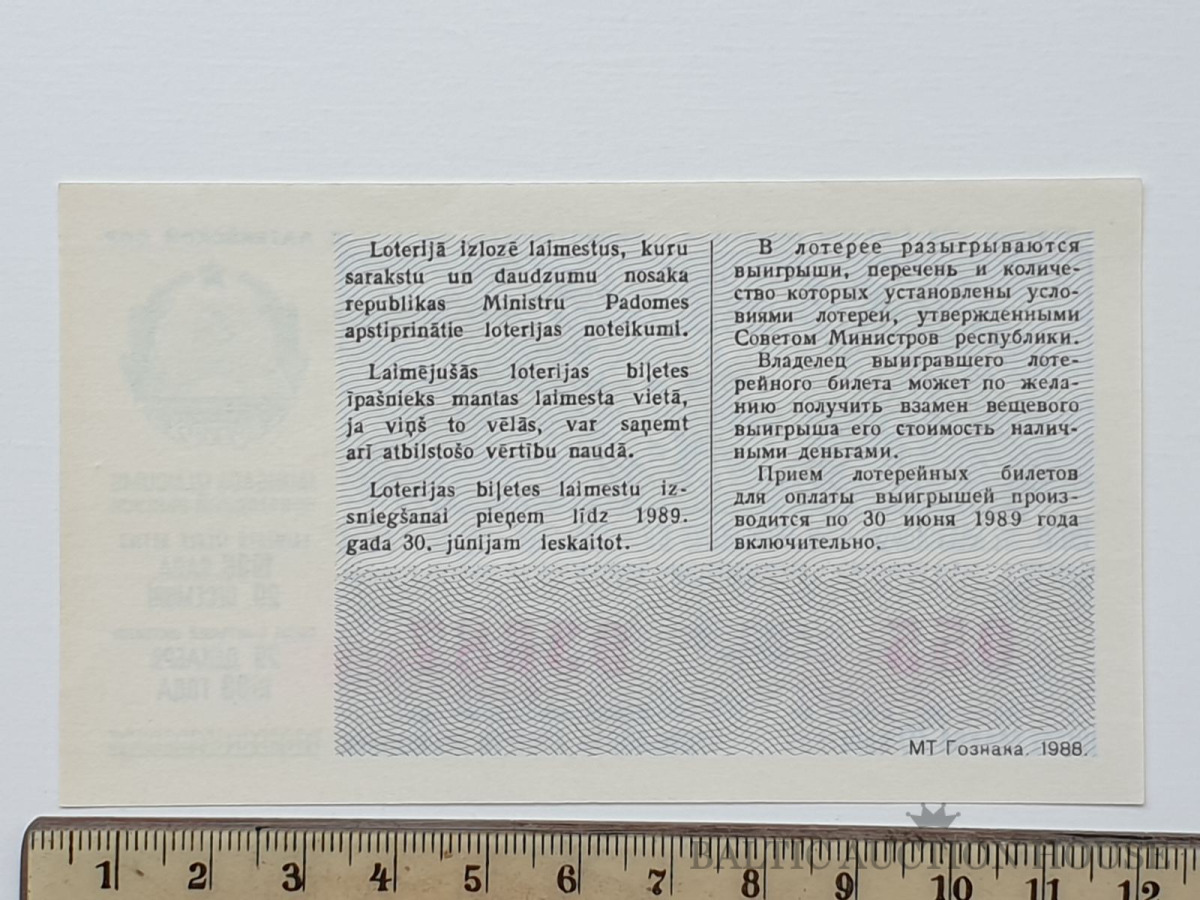 Loterijā izlozē laimestus, kuru
sarakstu un daudzumu nosaka
republikas Ministru Padomes
apstiprinātie loterijas noteikumi.
Laimējušās loterijas biļetes
īpašnieks mantas laimesta vietā,
ja viņš to vēlās, var saņemt
arī atbilstošo vērtību naudā.
Loterijas biļetes laimestu iz-
sniegšanai pieņem līdz 1989.
gada 30. jūnijam ieskaitot.
В лотерее разыгрываются
выигрыши, перечень и количе-
ство которых установлены усло-
виями лотереи, утвержденными
Советом Министров республики.
Владелец выигравшего лоте-
рейного билета может по жела-
нию получить взамен вещевого
выигрыша его стоимость налич-
ными деньгами.
Прием лотерейных билетов
для оплаты выигрышей произ-
водится по 30 июня 1989 года
включительно.
МТ Гознака. 1988.
BALTIC AUCTION HOUSE
1 2 3 4 5 6 7 8 9 10 11 12